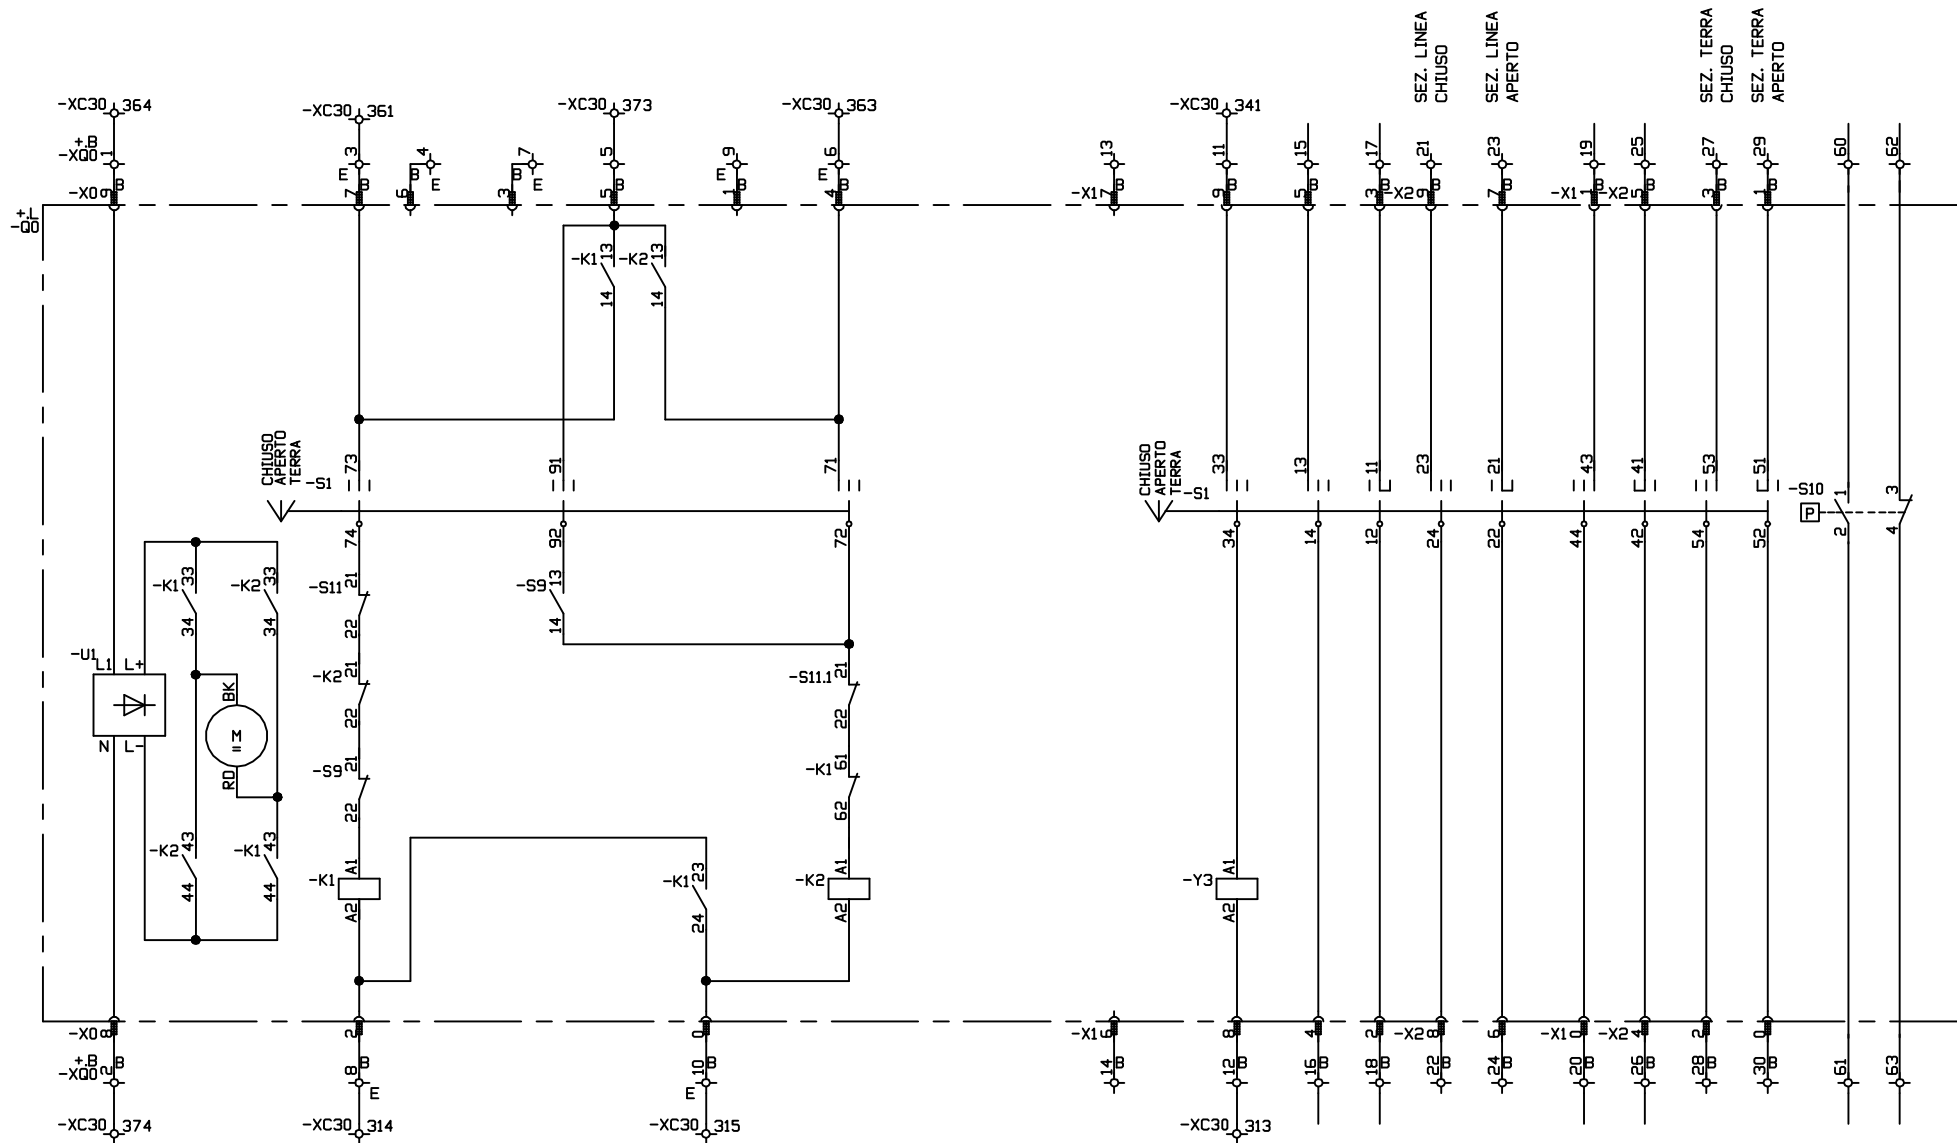 SEZ. LINEA
CHIUSO
SEZ. LINEA
APERTO
SEZ. TERRA
CHIUSO
SEZ. TERRA
APERTO
-XC30 364
-XC30 361
-XC30 373
-XC30 363
-XC30 341
+.B
-XQ0 1
3
4
7
5
9
6
13
11
15
17
21
23
19
25
27
29
60
62
E
B
E
B
E
E
E
-X0 9 B
7 B
6
3
5 B
1 B
4 B
-X1 7 B
9 B
5 B
3 B
-X2 9 B
7 B
-X1 1 B
-X2 5 B
3 B
1 B
+.L
-Q0
-K1 13
14
-K2 13
14
CHIUSO
APERTO
TERRA
-S1
73
91
71
CHIUSO
APERTO
TERRA
-S1
33
13
11
23
21
43
41
53
51
-S10
P
1
3
74
92
72
34
14
12
24
22
44
42
54
52
2
4
-K1 33
34
-K2 33
34
-S11 21
22
-S9 13
14
-U1
L1 L+
N L-
BK
M
=
RD
-K2 21
22
-S11.1 21
22
-S9 21
22
-K1 61
62
-K2 43
44
-K1 43
44
-K1 A1
A2
-K1 23
24
-K2 A1
A2
-Y3 A1
A2
-X0 8
2
0
-X1 6
8
4
2
-X2 8
6
-X1 0
-X2 4
2
0
+.B
-XQ0 2 B
8 B
E
10 B
E
14 B
12 B
16 B
18 B
22 B
24 B
20 B
26 B
28 B
30 B
61
63
-XC30 374
-XC30 314
-XC30 315
-XC30 313